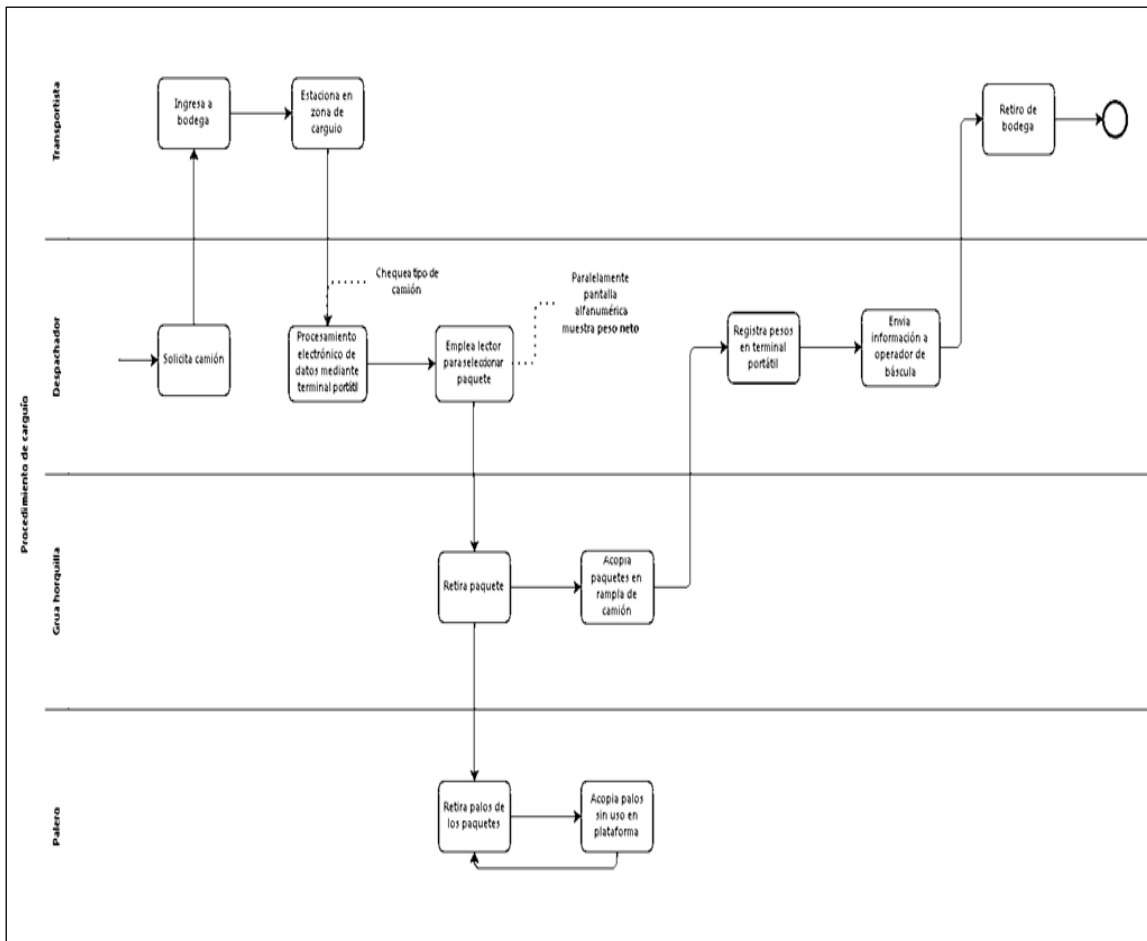 Procedimiento de carguío
Transportista
Ingresa a
bodega
Estaciona en
zona de
carguío
Retiro de
bodega
Despachador
Solicita camión
Chequea tipo de
camión
Procesamiento
electrónico de
datos mediante
terminal portátil
Emplea lector
para seleccionar
paquete
Paralelamente
pantalla
alfanumérica
muestra peso neto
Registra pesos
en terminal
portátil
Envia
información a
operador de
báscula
Grua horquilla
Retira paquete
Acopia
paquetes en
rampla de
camión
Palero
Retira palos de
los paquetes
Acopia palos
sin uso en
plataforma